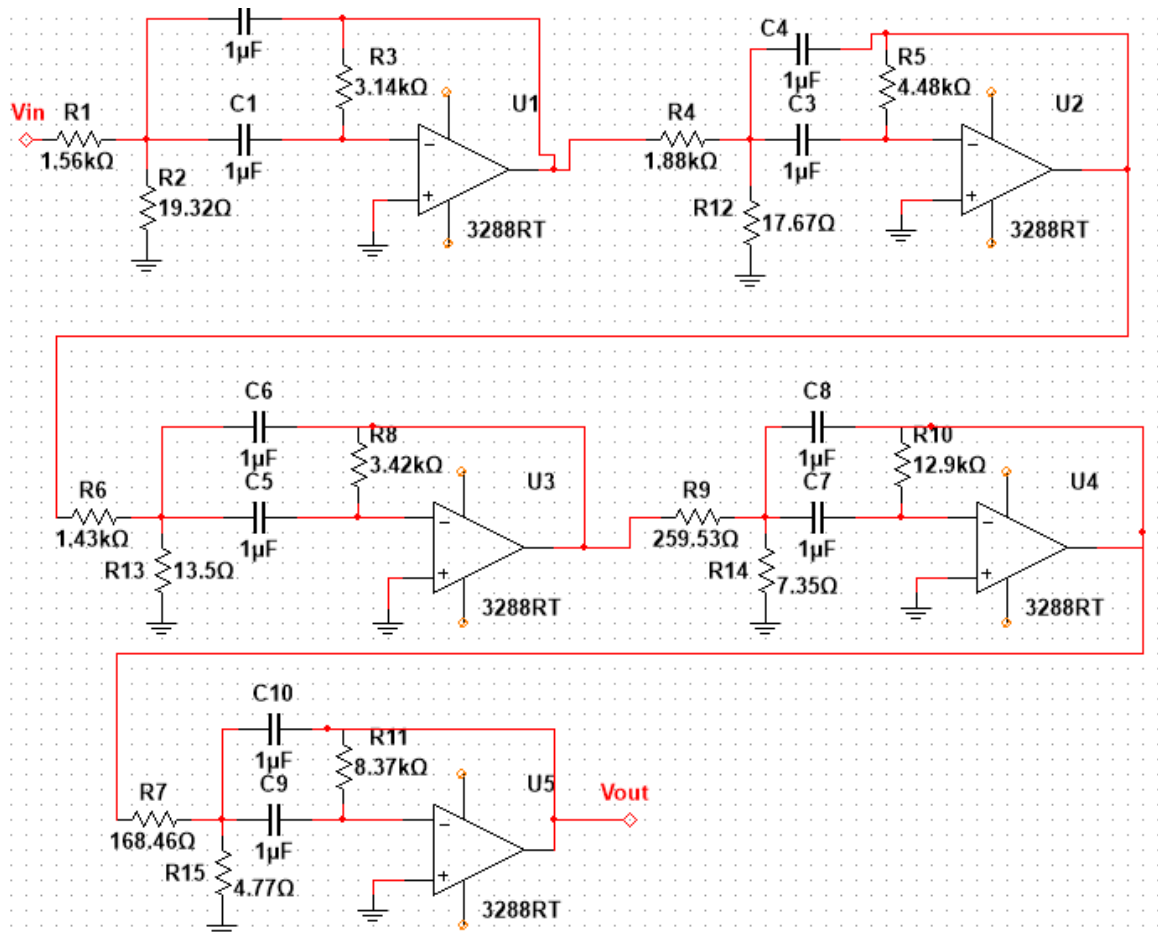 1µF
R3
3.14kΩ
C1
1µF
U1
Vin
R1
1.56kΩ
R2
19.32Ω
3288RT
C4
1µF
R5
4.48kΩ
C3
1µF
U2
R4
1.88kΩ
R12
17.67Ω
3288RT
C6
1µF
R8
3.42kΩ
C5
1µF
U3
R6
1.43kΩ
R13
13.5Ω
3288RT
C8
1µF
R10
12.9kΩ
C7
1µF
U4
R9
259.53Ω
R14
7.35Ω
3288RT
C10
1µF
R11
8.37kΩ
C9
1µF
U5
Vout
R7
168.46Ω
R15
4.77Ω
3288RT